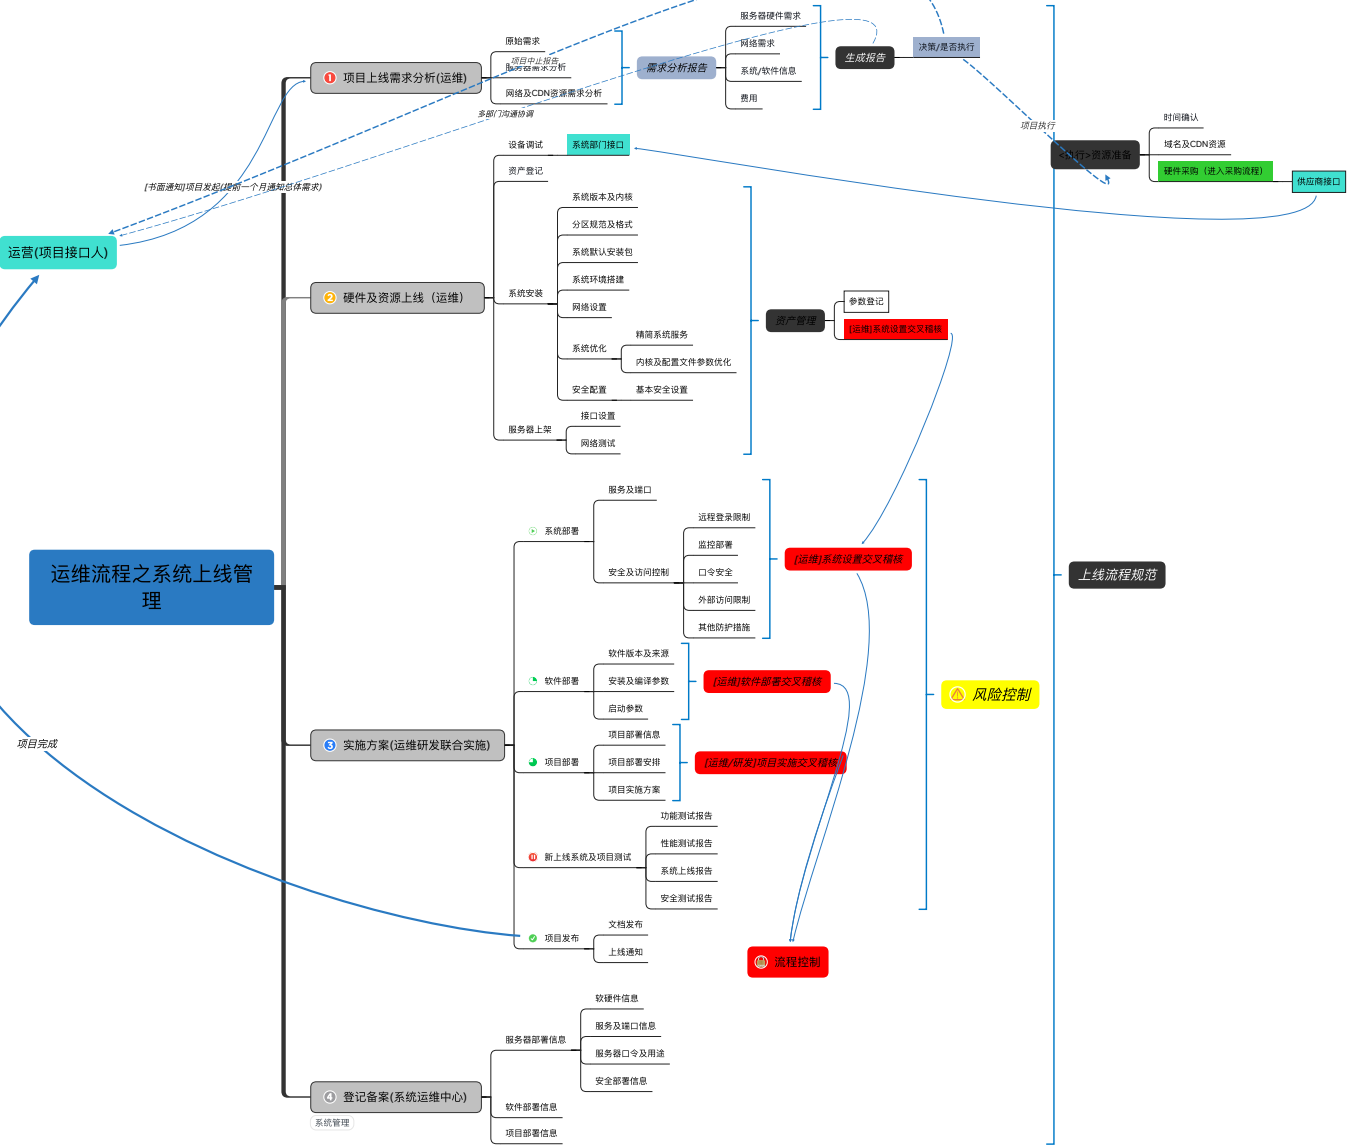 运维流程之系统上线管
理
运营(项目接口人)
[书面通知]项目发起(提前一个月通知总体需求)
项目中止报告
多部门沟通协调
项目完成
项目上线需求分析(运维)
原始需求
服务器需求分析
网络及CDN资源需求分析
需求分析报告
服务器硬件需求
网络需求
系统/软件信息
费用
生成报告
决策/是否执行
项目执行
<执行>资源准备
时间确认
域名及CDN资源
硬件采购（进入采购流程）
供应商接口
硬件及资源上线（运维）
设备调试
系统部门接口
资产登记
系统安装
系统版本及内核
分区规范及格式
系统默认安装包
系统环境搭建
网络设置
系统优化
精简系统服务
内核及配置文件参数优化
安全配置
基本安全设置
服务器上架
接口设置
网络测试
资产管理
参数登记
[运维]系统设置交叉稽核
实施方案(运维研发联合实施)
系统部署
服务及端口
安全及访问控制
远程登录限制
监控部署
口令安全
外部访问限制
其他防护措施
[运维]系统设置交叉稽核
软件部署
软件版本及来源
安装及编译参数
启动参数
[运维]软件部署交叉稽核
项目部署
项目部署信息
项目部署安排
项目实施方案
[运维/研发]项目实施交叉稽核
新上线系统及项目测试
功能测试报告
性能测试报告
系统上线报告
安全测试报告
项目发布
文档发布
上线通知
流程控制
风险控制
上线流程规范
登记备案(系统运维中心)
系统管理
服务器部署信息
软硬件信息
服务及端口信息
服务器口令及用途
安全部署信息
软件部署信息
项目部署信息